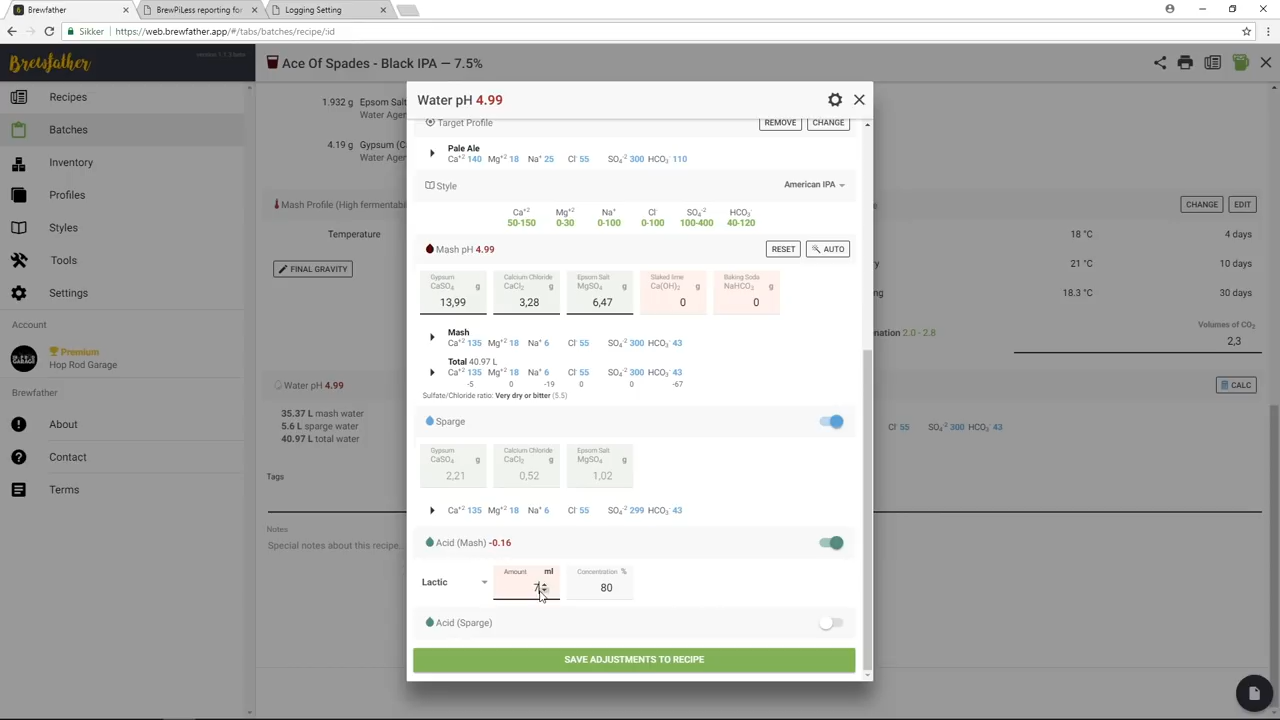 Brewfather
BrewPiLess reporting for
Logging Setting
Sikker
https://web.brewfather.app/#/tabs/batches/recipe/:id
Brewfather
Ace Of Spades - Black IPA — 7.5%
Recipes
Batches
Inventory
Profiles
Styles
Tools
Settings
Account
Premium
Hop Rod Garage
Brewfather
About
Contact
Terms
1.932 g Epsom Salt
Water Agen
4.19 g Gypsum (C
Water Agen
Mash Profile (High fermentabi
Temperature
FINAL GRAVITY
Water pH 4.99
35.37 L mash water
5.6 L sparge water
40.97 L total water
Tags
Notes
Special notes about this recipe..
CHANGE
EDIT
18 °C 4 days
21 °C 10 days
18.3 °C 30 days
2.0 - 2.8
Volumes of CO2
2,3
CALC
Cl- 55 SO4-2 300 HCO3- 43
Water pH 4.99
Target Profile
REMOVE
CHANGE
Pale Ale
Ca+2 140 Mg+2 18 Na+ 25 Cl- 55 SO4-2 300 HCO3- 110
Style
American IPA
Ca+2 Mg+2 Na+ Cl- SO4-2 HCO3-
50-150 0-30 0-100 0-100 100-400 40-120
Mash pH 4.99
RESET
AUTO
Gypsum Calcium Chloride Epsom Salt Slaked lime Baking Soda
CaSO4 g CaCl2 g MgSO4 g Ca(OH)2 g NaHCO3 g
13,99 3,28 6,47 0 0
Mash
Ca+2 135 Mg+2 18 Na+ 6 Cl- 55 SO4-2 300 HCO3- 43
Total 40.97 L
Ca+2 135 Mg+2 18 Na+ 6 Cl- 55 SO4-2 300 HCO3- 43
-5 0 -19 0 0 -67
Sulfate/Chloride ratio: Very dry or bitter (5.5)
Sparge
Gypsum Calcium Chloride Epsom Salt
CaSO4 g CaCl2 g MgSO4 g
2,21 0,52 1,02
Ca+2 135 Mg+2 18 Na+ 6 Cl- 55 SO4-2 299 HCO3- 43
Acid (Mash) -0.16
Amount ml Concentration %
Lactic 7 80
Acid (Sparge)
SAVE ADJUSTMENTS TO RECIPE